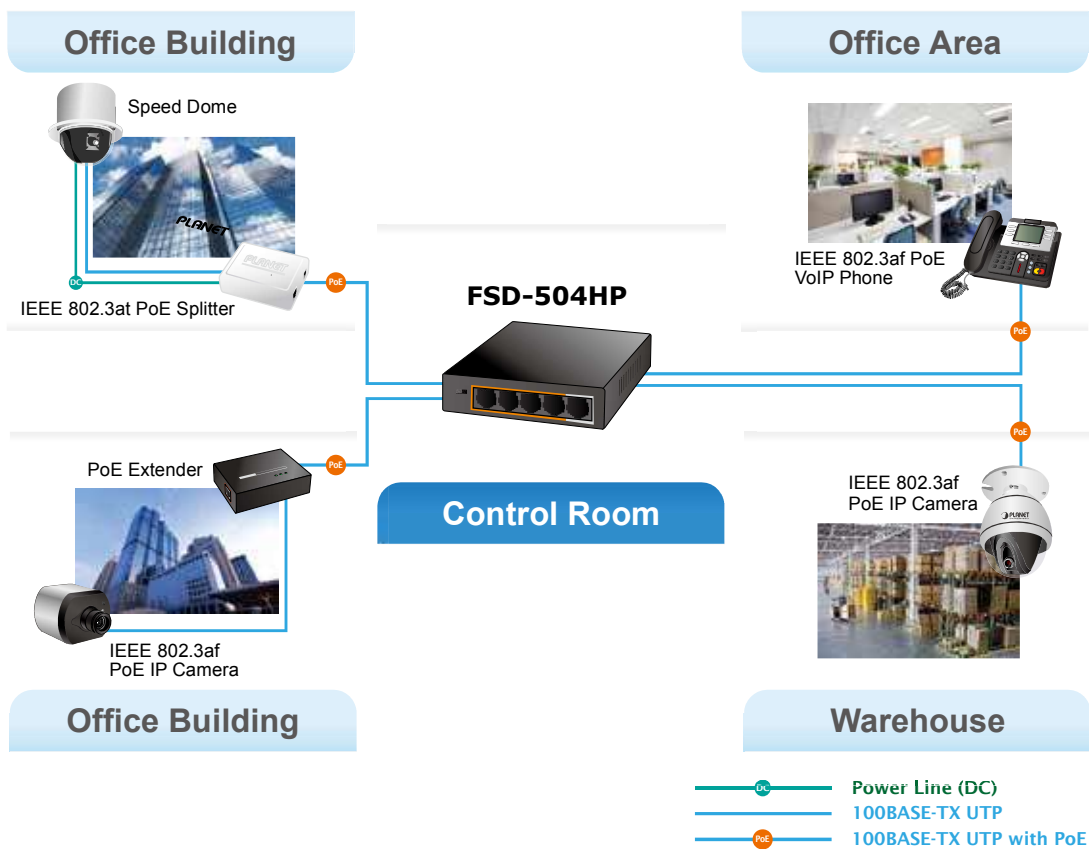 Office Building
Office Area
Speed Dome
PLANET
PLANET
DC
PoE
IEEE 802.3at PoE Splitter
FSD-504HP
IEEE 802.3af PoE
VoIP Phone
PoE
PoE Extender
PoE
PoE
IEEE 802.3af
PoE IP Camera
PLANET
Control Room
IEEE 802.3af
PoE IP Camera
Office Building
Warehouse
DC
Power Line (DC)
100BASE-TX UTP
PoE
100BASE-TX UTP with PoE